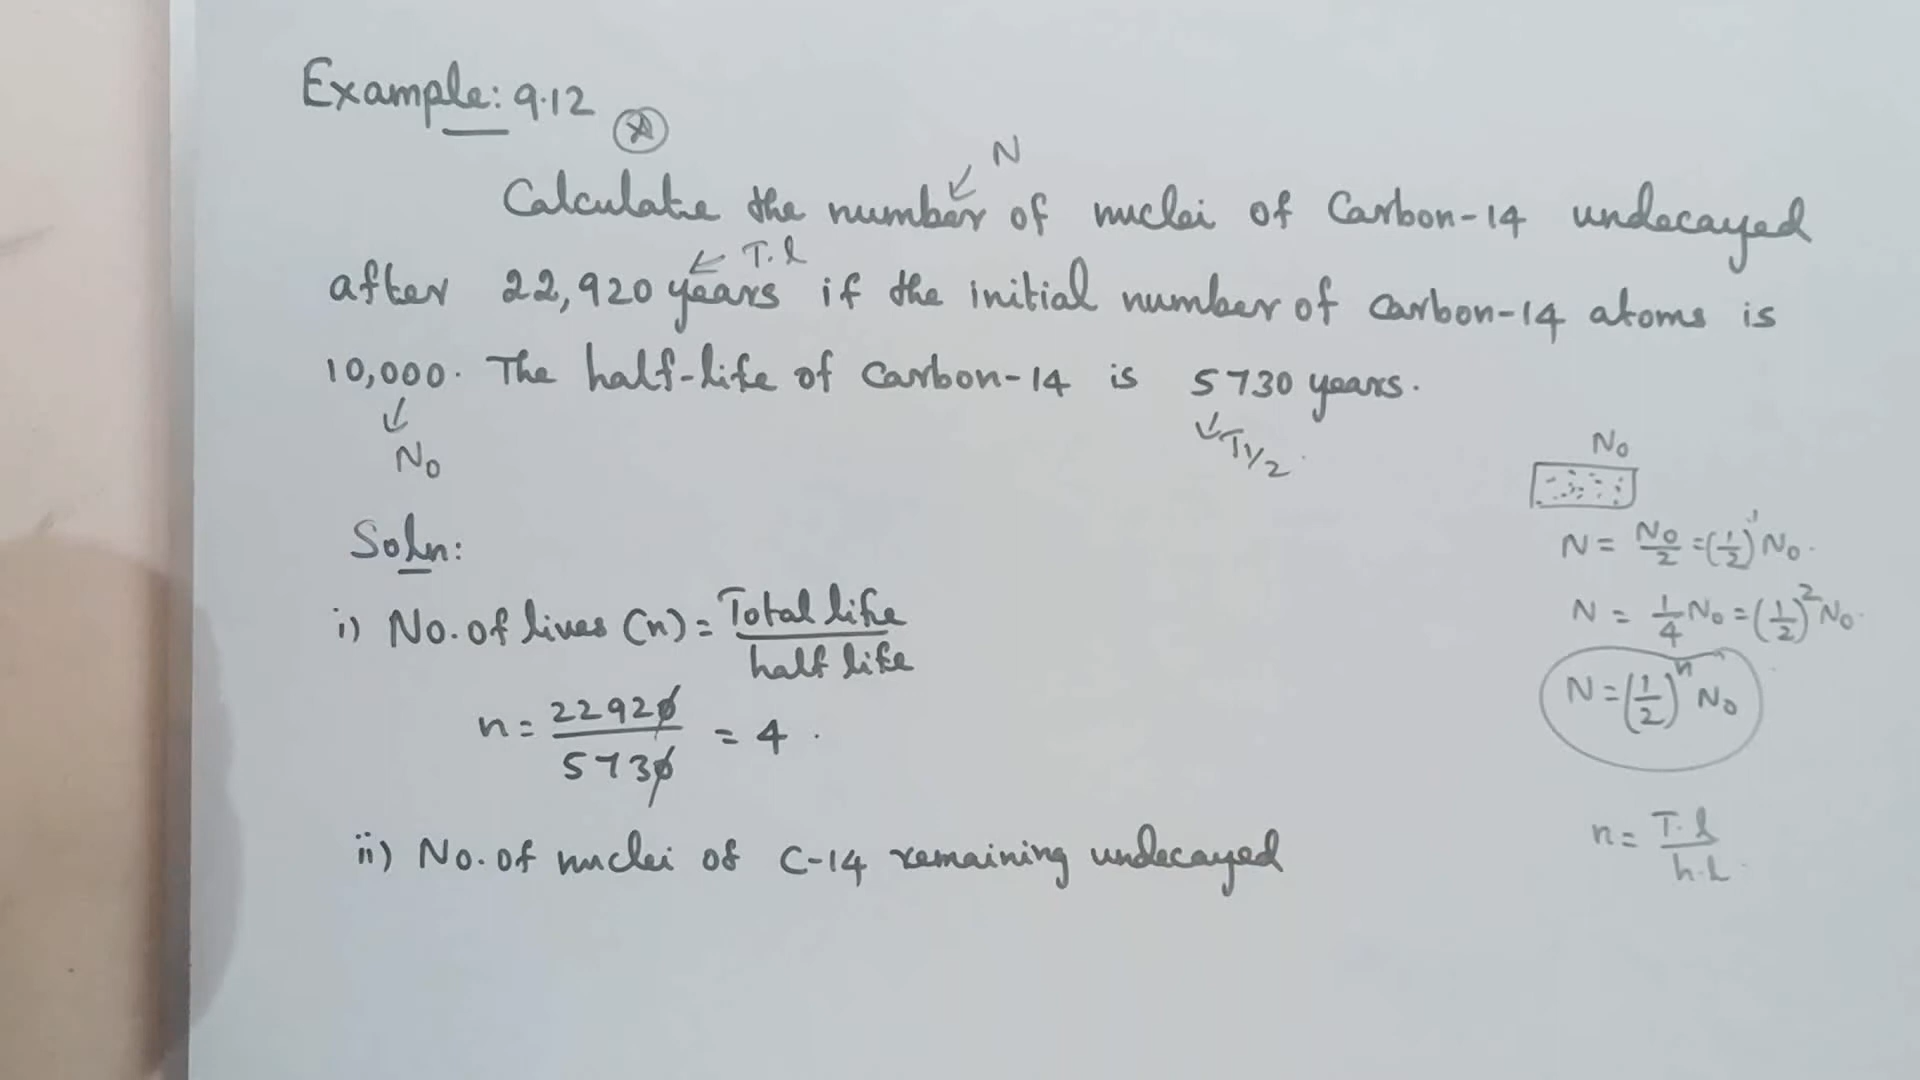 Example: 9.12
N
Calculate the number of nuclei of Carbon-14 undecayed
T.l
after 22,920 years if the initial number of carbon-14 atoms is
10,000. The half-life of Carbon-14 is 5730 years.
N₀
T1/2
Soln:
i) No. of lives (n) = Total life / half life
n = 22920 / 5730 = 4.
ii) No. of nuclei of C-14 remaining undecayed
N₀
N = N₀/2 = (1/2)¹ N₀.
N = 1/4 N₀ = (1/2)² N₀.
N = (1/2)ⁿ N₀
n = T.l / h.l.